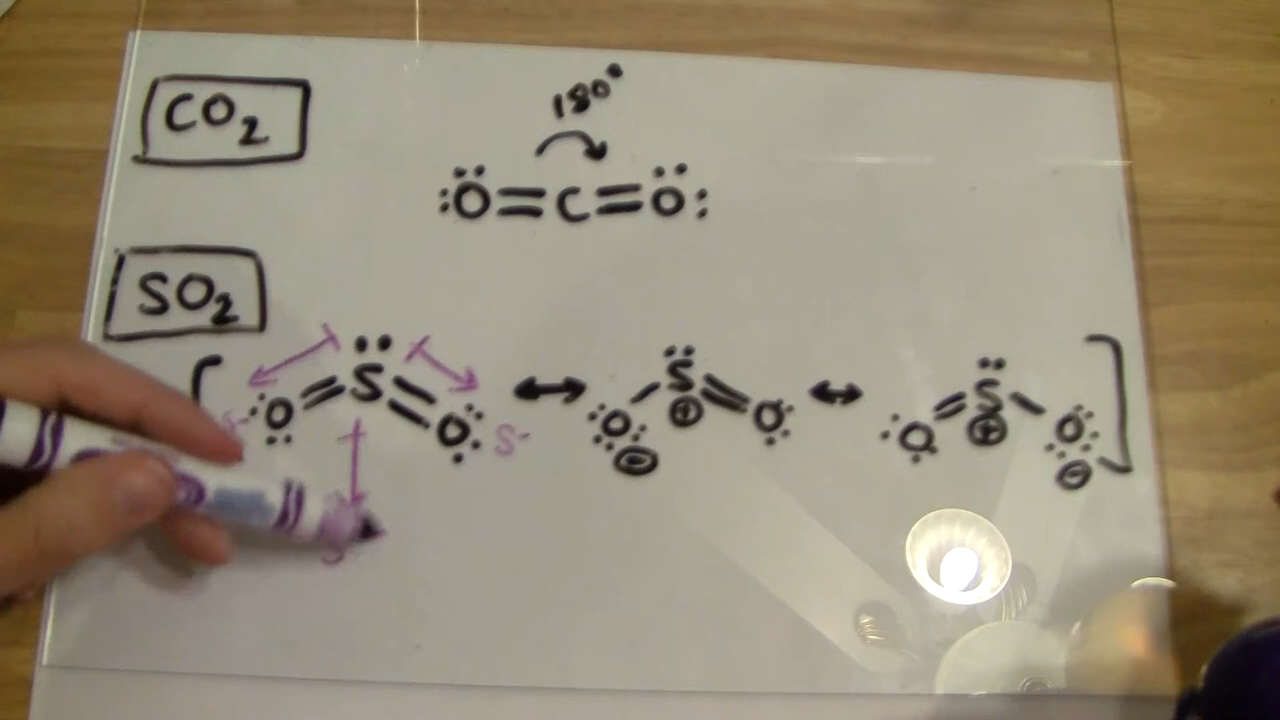 CO₂
180°
:Ö=C=Ö:
SO₂
[ O=S=O ↔ O-S=O ↔ O=S-O ]
⊖ ⊕ ⊕ ⊖
S- S-
S